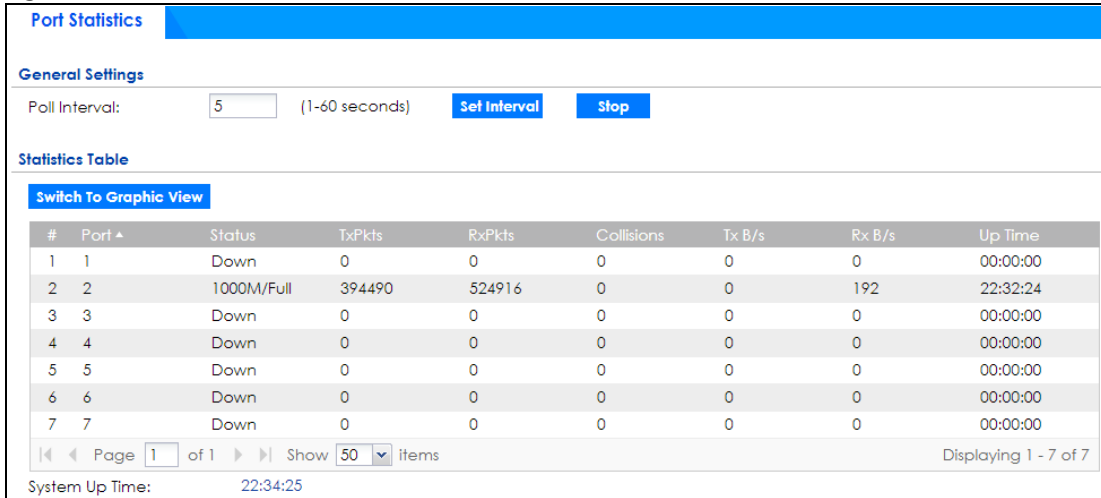 Port Statistics
General Settings
Poll Interval: 5 (1-60 seconds) Set Interval Stop
Statistics Table
Switch To Graphic View
# Port Status TxPkts RxPkts Collisions Tx B/s Rx B/s Up Time
1 1 Down 0 0 0 0 0 00:00:00
2 2 1000M/Full 394490 524916 0 0 192 22:32:24
3 3 Down 0 0 0 0 0 00:00:00
4 4 Down 0 0 0 0 0 00:00:00
5 5 Down 0 0 0 0 0 00:00:00
6 6 Down 0 0 0 0 0 00:00:00
7 7 Down 0 0 0 0 0 00:00:00
Page 1 of 1 Show 50 items Displaying 1 - 7 of 7
System Up Time: 22:34:25